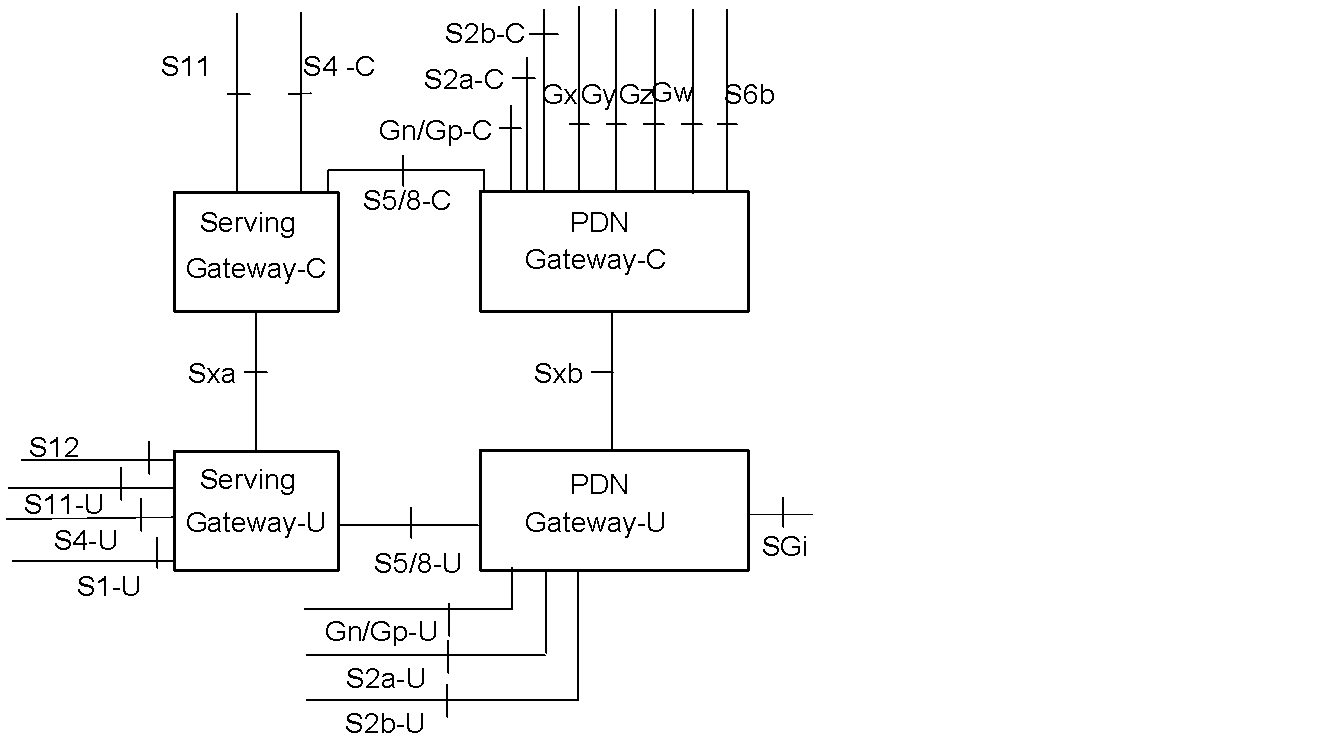 S2b-C
S11
S4 -C
S2a-C
Gx
Gy
Gz
Gw
S6b
Gn/Gp-C
S5/8-C
Serving
Gateway-C
PDN
Gateway-C
Sxa
Sxb
S12
S11-U
S4-U
S1-U
Serving
Gateway-U
PDN
Gateway-U
S5/8-U
SGi
Gn/Gp-U
S2a-U
S2b-U